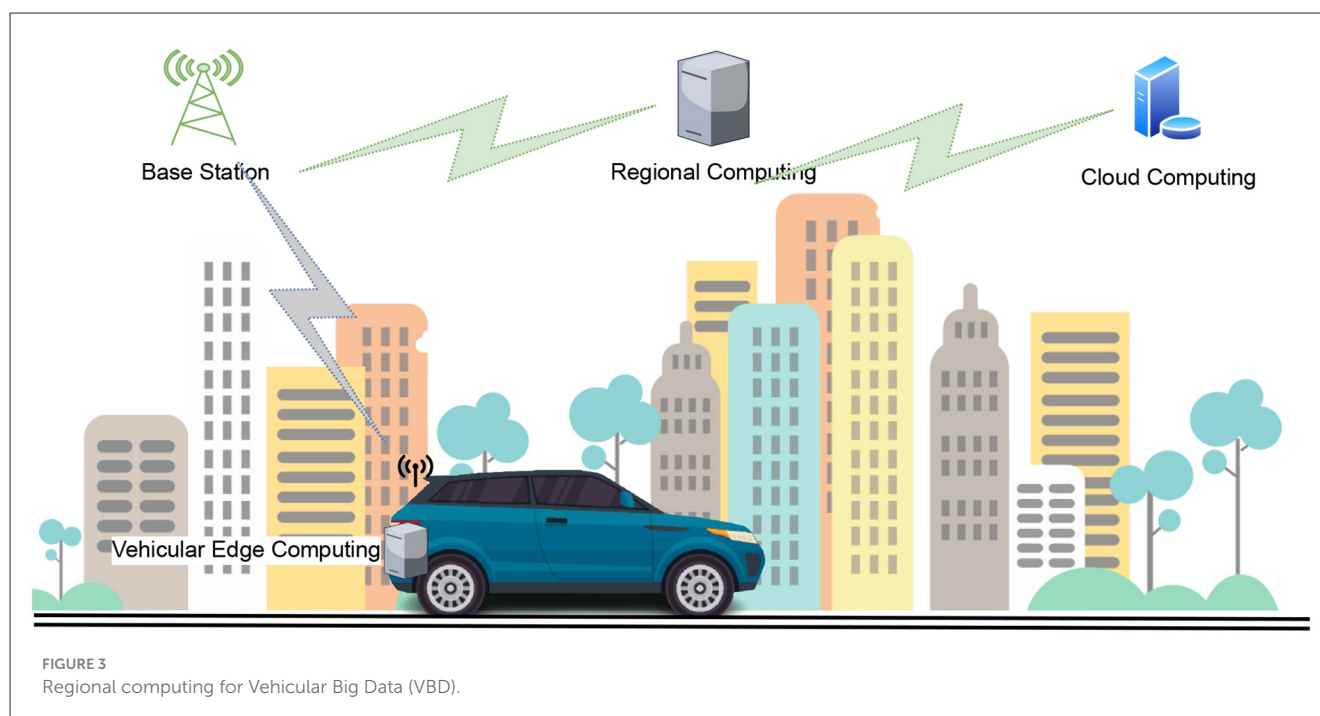 Base Station
Regional Computing
Cloud Computing
Vehicular Edge Computing
FIGURE 3
Regional computing for Vehicular Big Data (VBD).